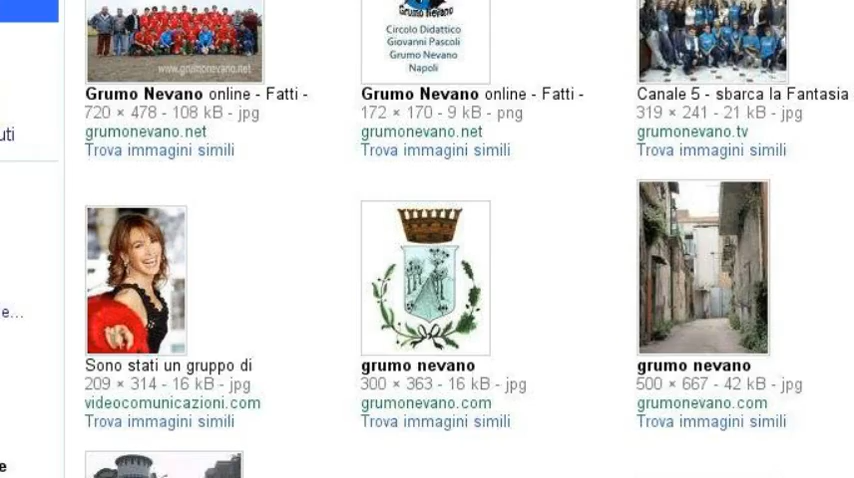 www.grumonevano.net
Grumo Nevano
Circolo Didattico
Giovanni Pascoli
Grumo Nevano
Napoli
Grumo Nevano online - Fatti -
720 × 478 - 108 kB - jpg
grumonevano.net
Trova immagini simili
Grumo Nevano online - Fatti -
172 × 170 - 9 kB - png
grumonevano.net
Trova immagini simili
Canale 5 - sbarca la Fantasia
319 × 241 - 21 kB - jpg
grumonevano.tv
Trova immagini simili
uti
e...
Sono stati un gruppo di
209 × 314 - 16 kB - jpg
videocomunicazioni.com
Trova immagini simili
grumo nevano
300 × 363 - 16 kB - jpg
grumonevano.com
Trova immagini simili
grumo nevano
500 × 667 - 42 kB - jpg
grumonevano.com
Trova immagini simili
e